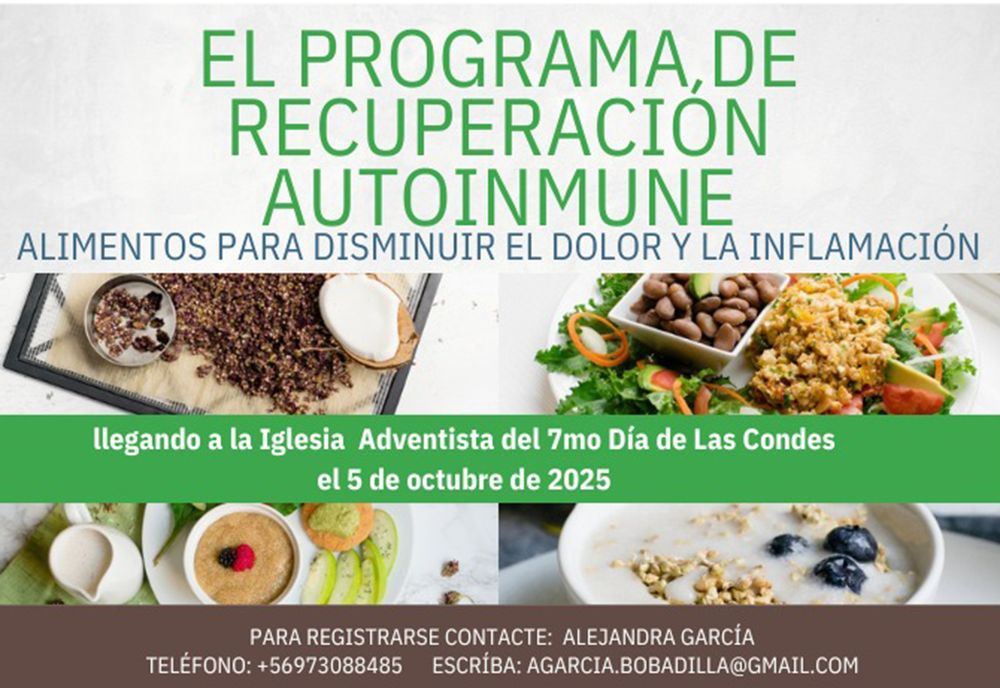 EL PROGRAMA DE
RECUPERACIÓN
AUTOINMUNE
ALIMENTOS PARA DISMINUIR EL DOLOR Y LA INFLAMACIÓN
llegando a la Iglesia Adventista del 7mo Día de Las Condes
el 5 de octubre de 2025
PARA REGISTRARSE CONTACTE: ALEJANDRA GARCÍA
TELÉFONO: +56973088485 ESCRÍBA: AGARCIA.BOBADILLA@GMAIL.COM